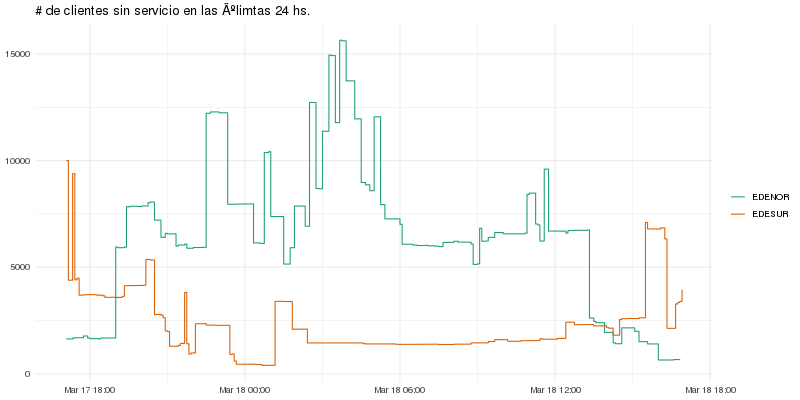 # de clientes sin servicio en las Ãºlimtas 24 hs.
15000
10000
5000
0
Mar 17 18:00
Mar 18 00:00
Mar 18 06:00
Mar 18 12:00
Mar 18 18:00
EDENOR
EDESUR